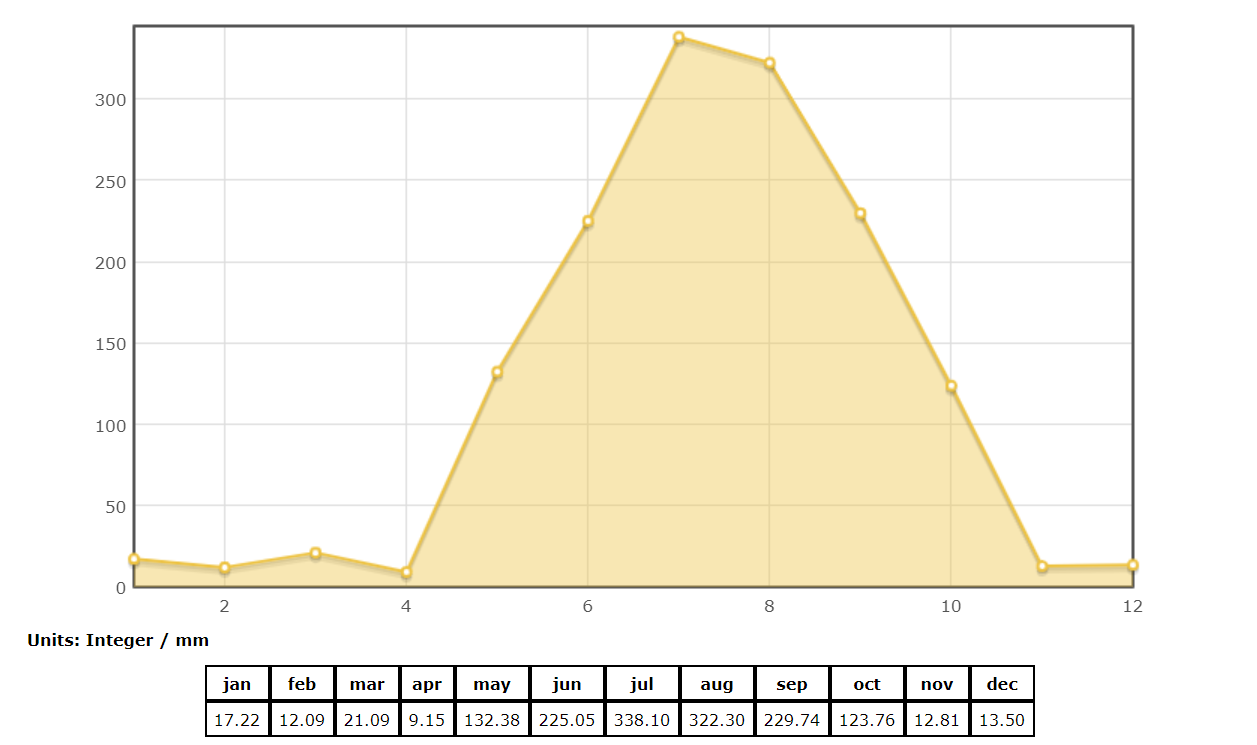 300
250
200
150
100
50
0
2 4 6 8 10 12
Units: Integer / mm
jan feb mar apr may jun jul aug sep oct nov dec
17.22 12.09 21.09 9.15 132.38 225.05 338.10 322.30 229.74 123.76 12.81 13.50